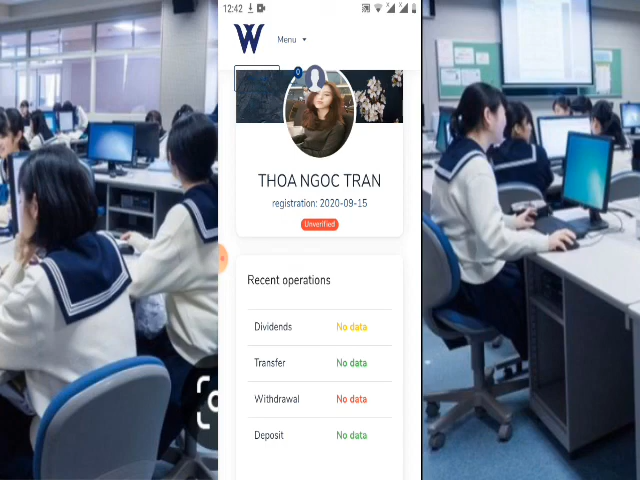 12:42
W
Menu
0
THOA NGOC TRAN
registration: 2020-09-15
Unverified
Recent operations
Dividends No data
Transfer No data
Withdrawal No data
Deposit No data